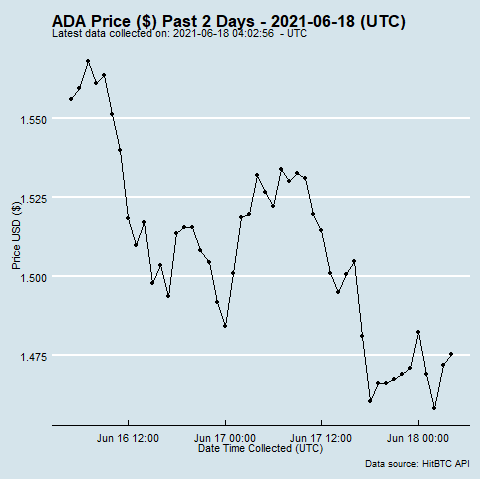 ADA Price ($) Past 2 Days - 2021-06-18 (UTC)
Latest data collected on: 2021-06-18 04:02:56 - UTC
Price USD ($)
1.550
1.525
1.500
1.475
Jun 16 12:00 Jun 17 00:00 Jun 17 12:00 Jun 18 00:00
Date Time Collected (UTC)
Data source: HitBTC API